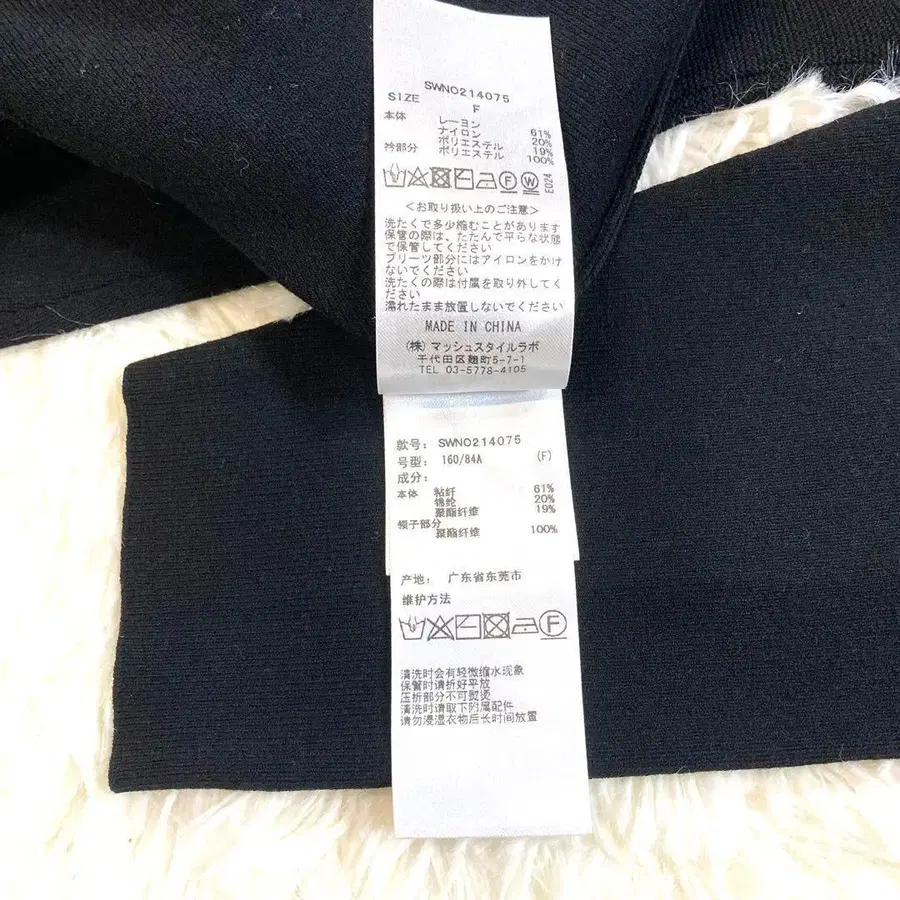 SWNO214075
SIZE F
本体 レーヨン 61%
ナイロン 20%
ポリエステル 19%
衿部分 ポリエステル 100%
F W E024
<お取り扱い上のご注意>
洗たくで多少縮むことがあります
保管の際は、たたんで平らな状態
で保管してください
プリーツ部分にはアイロンをかけ
ないでください
洗たくの際は付属を取り外してく
ださい
濡れたまま放置しないでください
MADE IN CHINA
(株)マッシュスタイルラボ
千代田区麹町5-7-1
TEL 03-5778-4105
款号: SWNO214075
号型: 160/84A (F)
成分:
本体 粘纤 61%
锦纶 20%
聚酯纤维 19%
领子部分
聚酯纤维 100%
产地: 广东省东莞市
维护方法
F
清洗时会有轻微缩水现象
保管时请折好平放
压折部分不可熨烫
清洗时请取下附属配件
请勿浸湿衣物后长时间放置